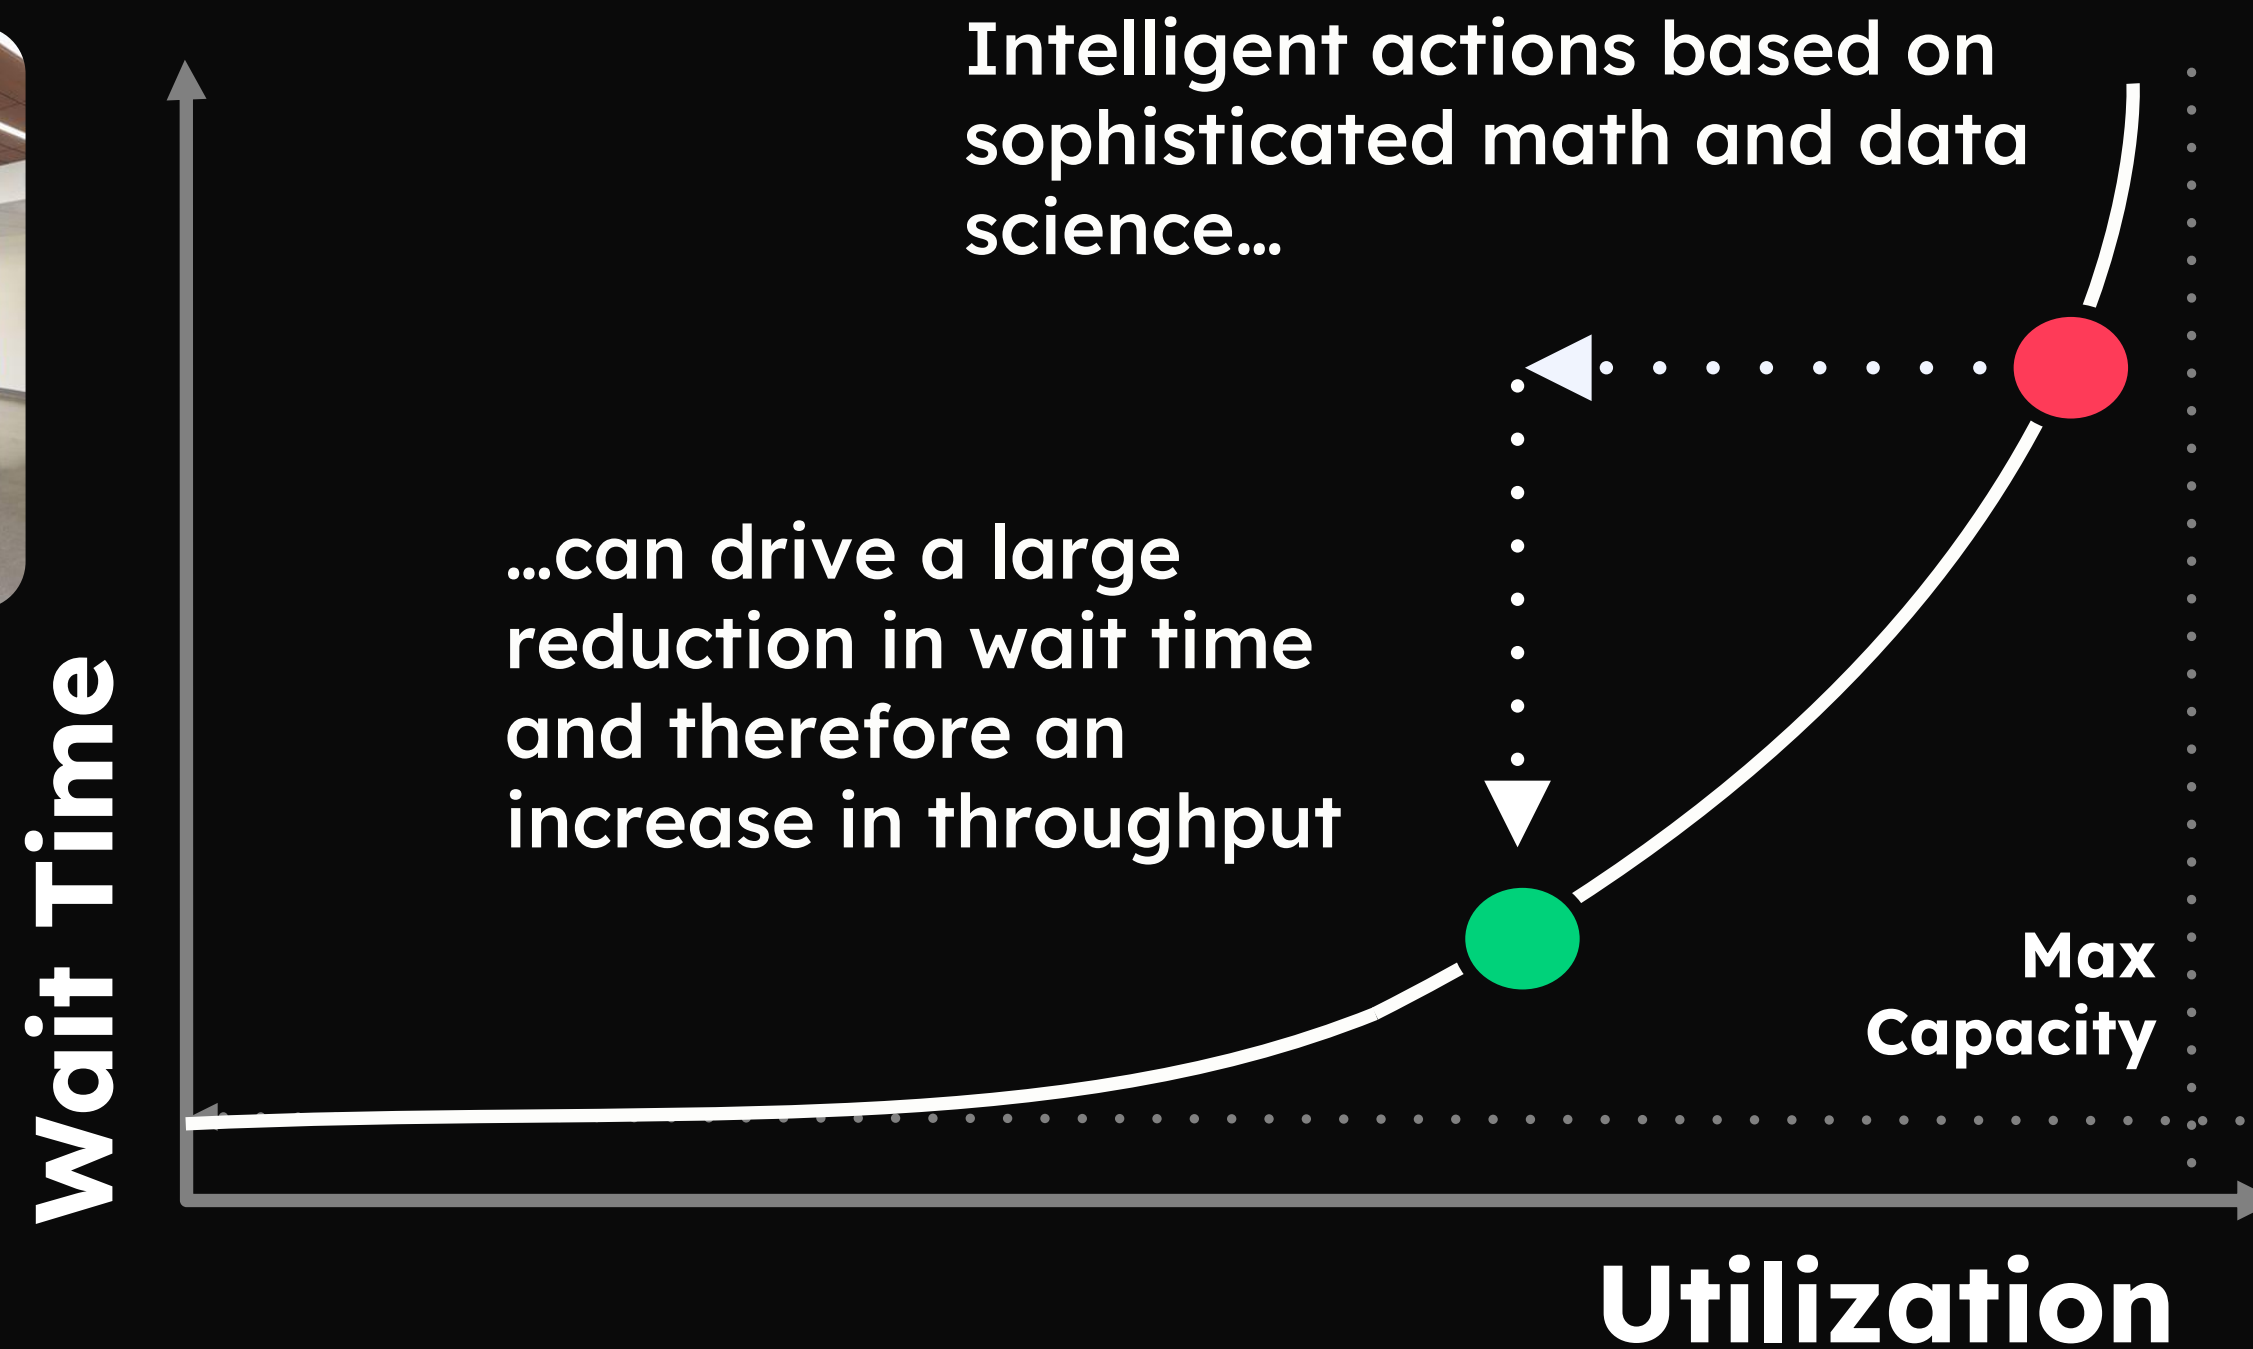 Intelligent actions based on
sophisticated math and data
science…
…can drive a large
reduction in wait time
and therefore an
increase in throughput
Wait Time
Max
Capacity
Utilization